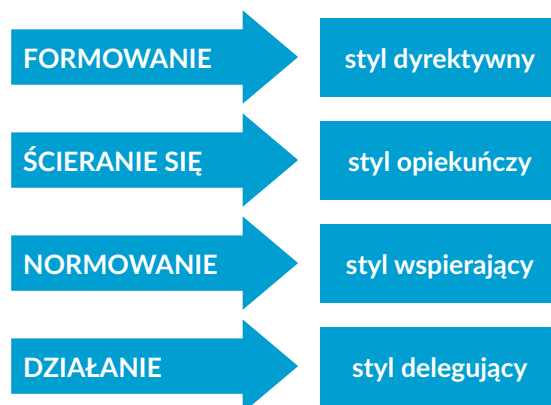 FORMOWANIE
styl dyrektywny
ŚCIERANIE SIĘ
styl opiekuńczy
NORMOWANIE
styl wspierający
DZIAŁANIE
styl delegujący